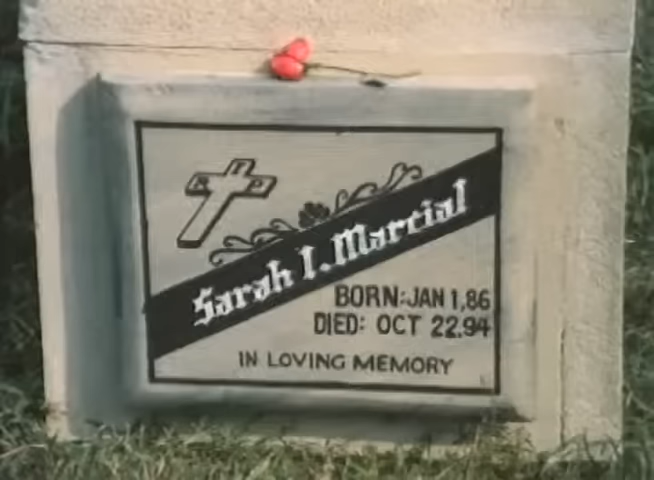 R I P
Sarah I. Marcial
BORN: JAN 1,86
DIED: OCT 22.94
IN LOVING MEMORY